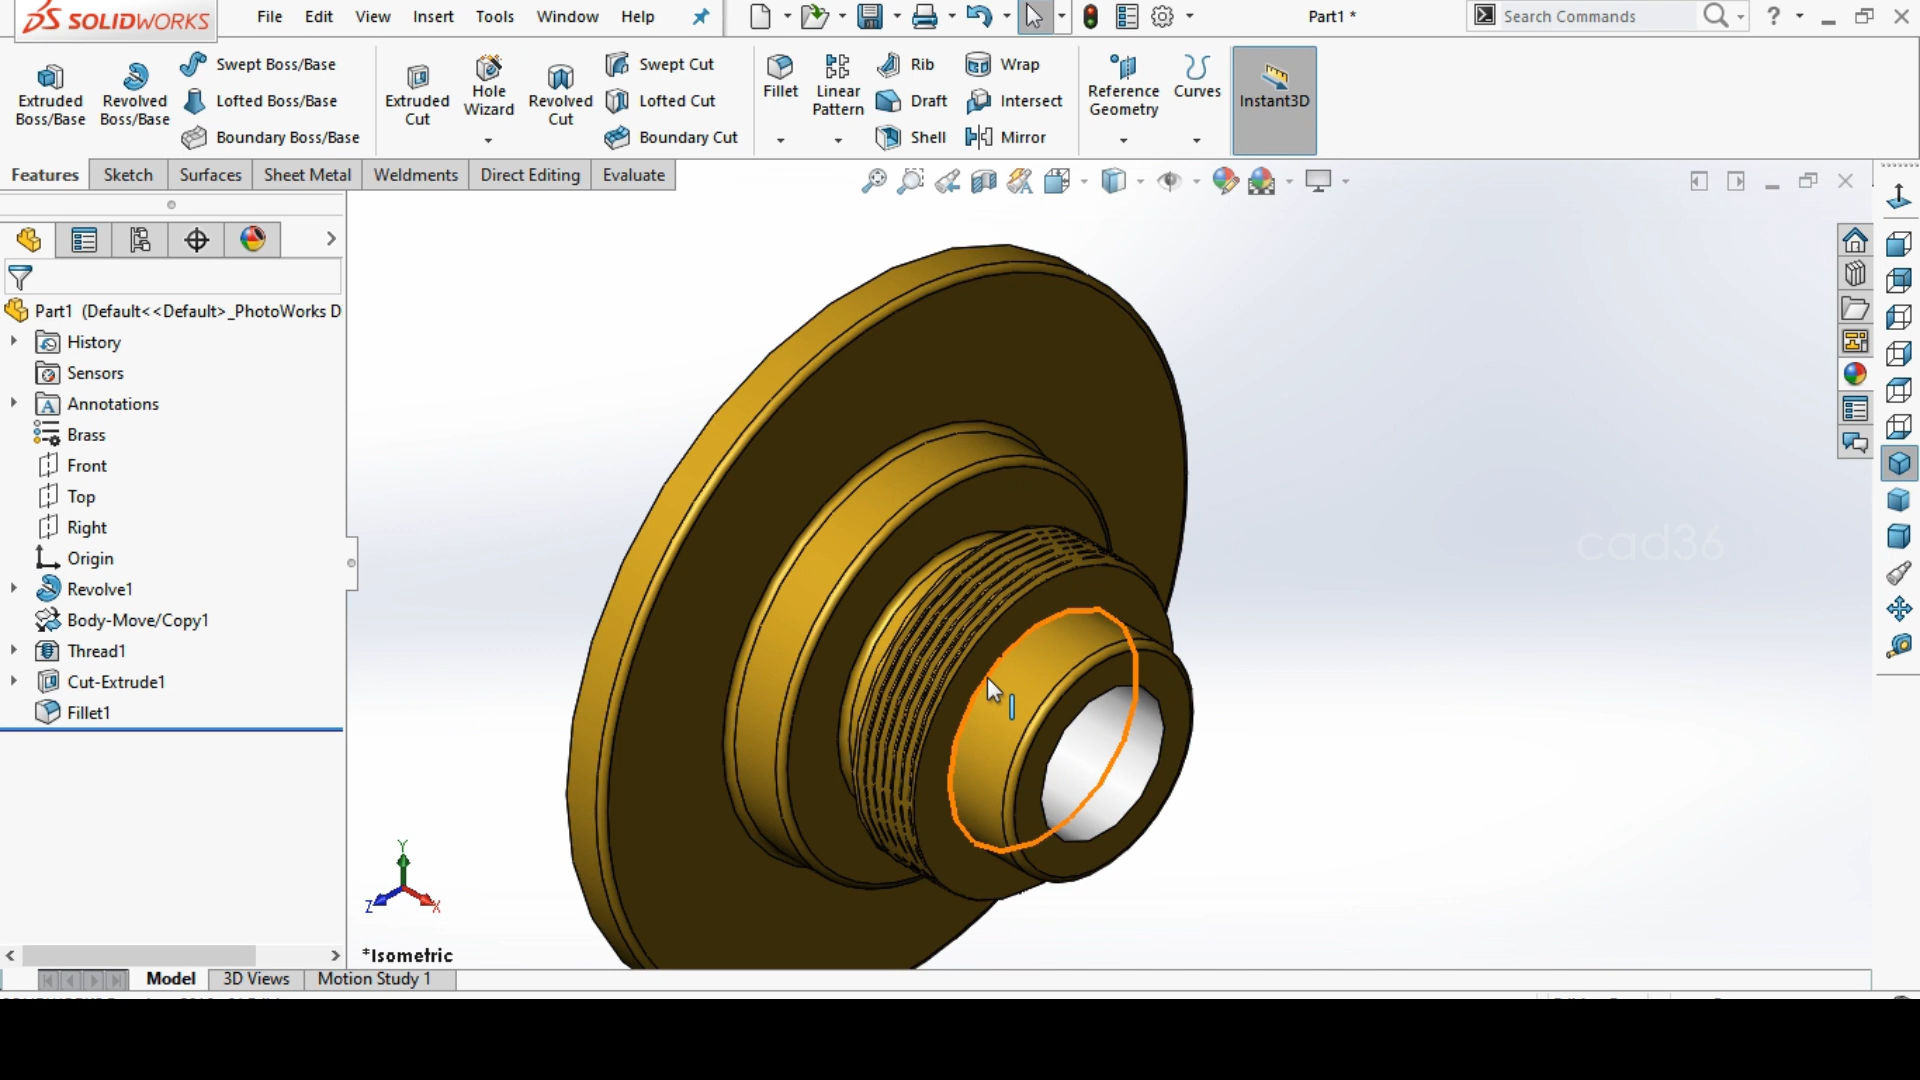 SOLIDWORKS
File Edit View Insert Tools Window Help
Part1 *
Search Commands
?
Extruded Boss/Base
Revolved Boss/Base
Swept Boss/Base
Lofted Boss/Base
Boundary Boss/Base
Extruded Cut
Hole Wizard
Revolved Cut
Swept Cut
Lofted Cut
Boundary Cut
Fillet
Linear Pattern
Rib
Draft
Shell
Wrap
Intersect
Mirror
Reference Geometry
Curves
Instant3D
Features Sketch Surfaces Sheet Metal Weldments Direct Editing Evaluate
Part1 (Default<<Default>_PhotoWorks D
History
Sensors
Annotations
Brass
Front
Top
Right
Origin
Revolve1
Body-Move/Copy1
Thread1
Cut-Extrude1
Fillet1
cad36
Y
Z
X
*Isometric
Model 3D Views Motion Study 1